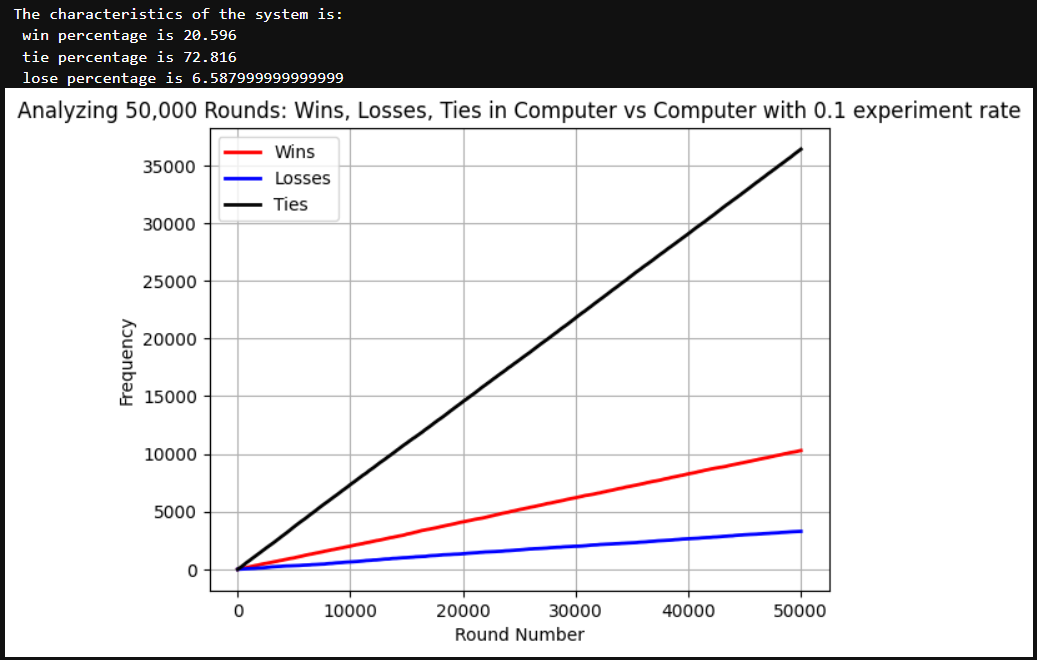 The characteristics of the system is:
win percentage is 20.596
tie percentage is 72.816
lose percentage is 6.587999999999999
Analyzing 50,000 Rounds: Wins, Losses, Ties in Computer vs Computer with 0.1 experiment rate
Wins
Losses
Ties
35000
30000
25000
20000
15000
10000
5000
0
Frequency
0 10000 20000 30000 40000 50000
Round Number